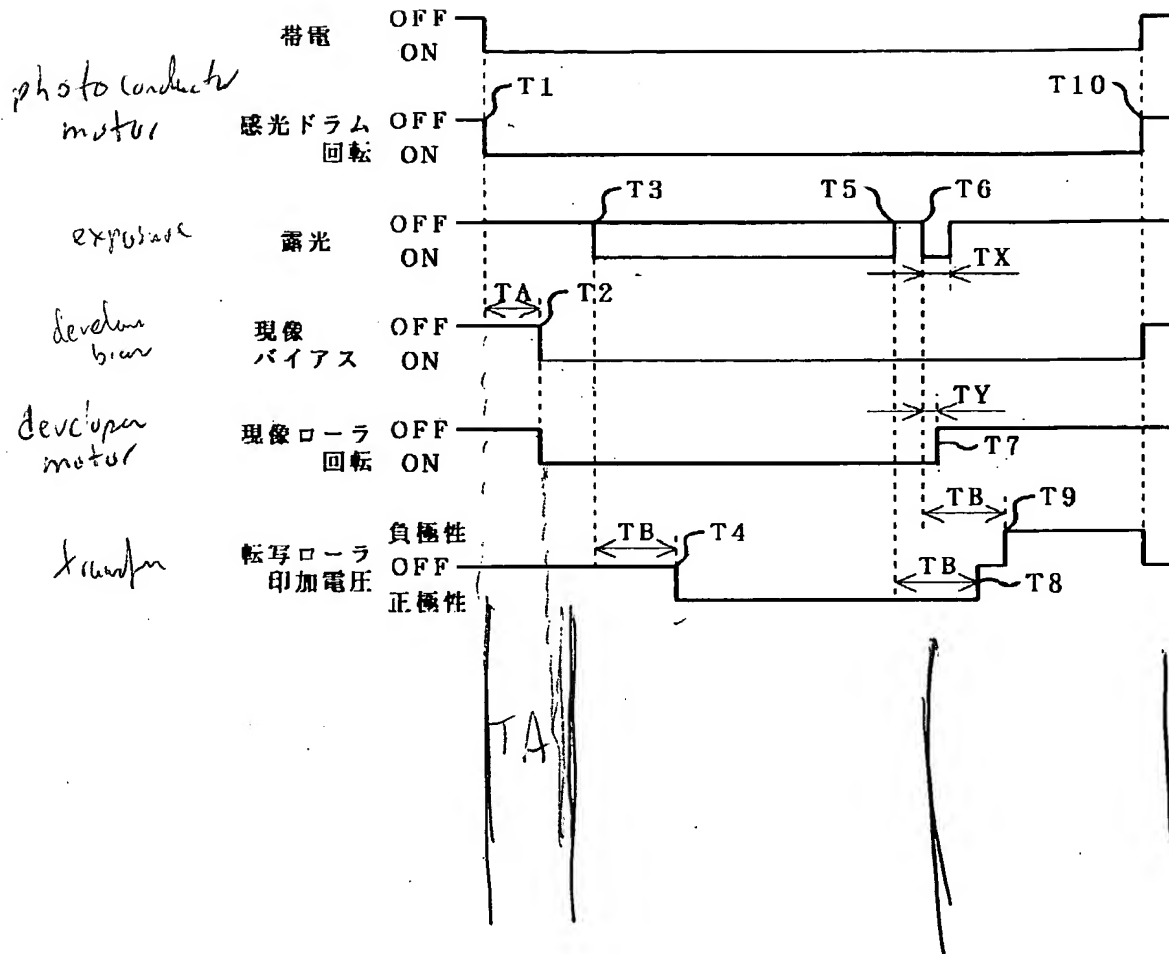 帯電 OFF
ON
photoconductor
motor
T1
T10
感光ドラム OFF
回転 ON
T3 T5 T6
exposure 露光 OFF
ON
TX
TA T2
現像 OFF
バイアス ON
TY
developer
motor
現像ローラ OFF
回転 ON
T7
TB T9
負極性
TB T4
transfer
転写ローラ OFF
印加電圧
TB T8
正極性
TA